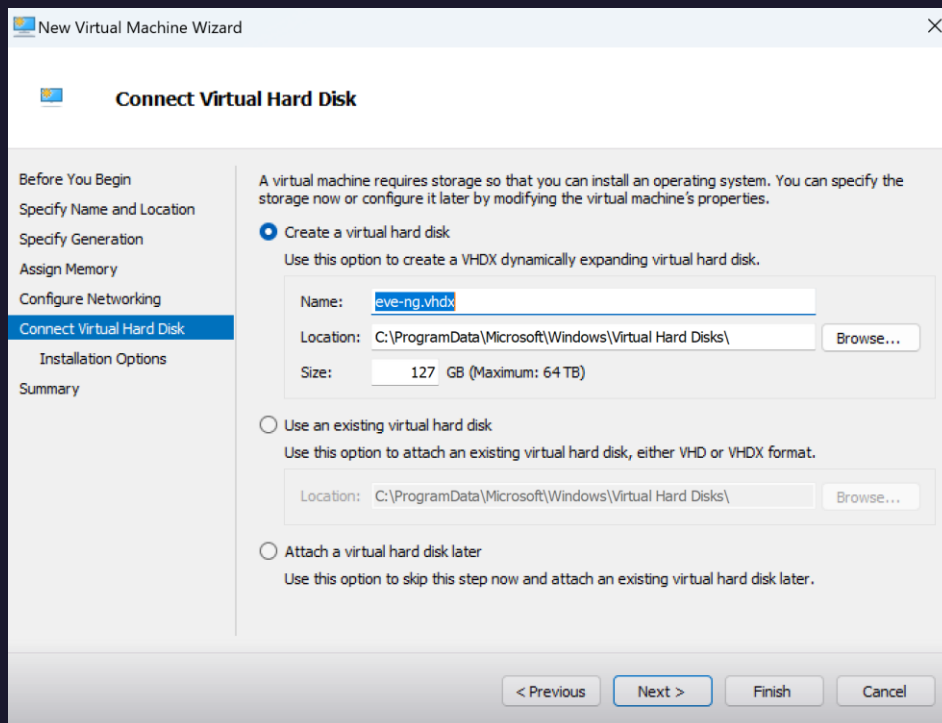 New Virtual Machine Wizard
Connect Virtual Hard Disk
Before You Begin
Specify Name and Location
Specify Generation
Assign Memory
Configure Networking
Connect Virtual Hard Disk
Installation Options
Summary
A virtual machine requires storage so that you can install an operating system. You can specify the
storage now or configure it later by modifying the virtual machine's properties.
Create a virtual hard disk
Use this option to create a VHDX dynamically expanding virtual hard disk.
Name: eve-ng.vhdx
Location: C:\ProgramData\Microsoft\Windows\Virtual Hard Disks\ Browse...
Size: 127 GB (Maximum: 64 TB)
Use an existing virtual hard disk
Use this option to attach an existing virtual hard disk, either VHD or VHDX format.
Location: C:\ProgramData\Microsoft\Windows\Virtual Hard Disks\ Browse...
Attach a virtual hard disk later
Use this option to skip this step now and attach an existing virtual hard disk later.
< Previous Next > Finish Cancel